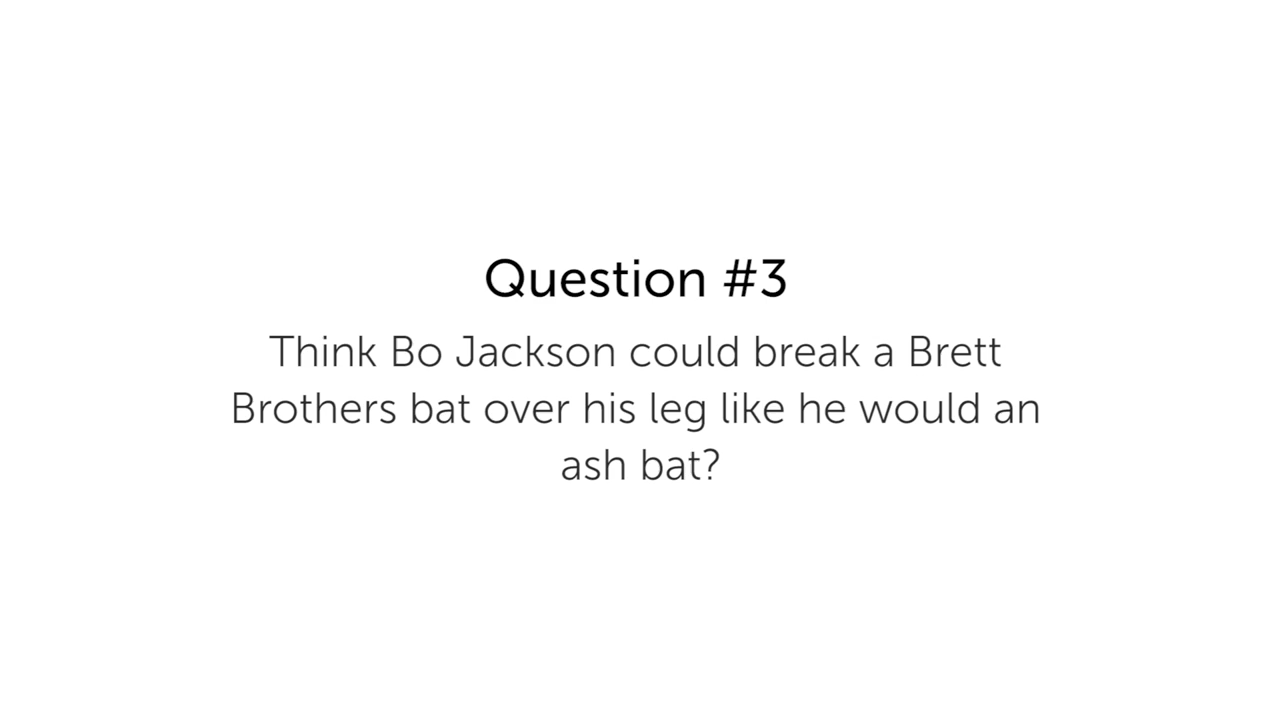 Question #3
Think Bo Jackson could break a Brett
Brothers bat over his leg like he would an
ash bat?